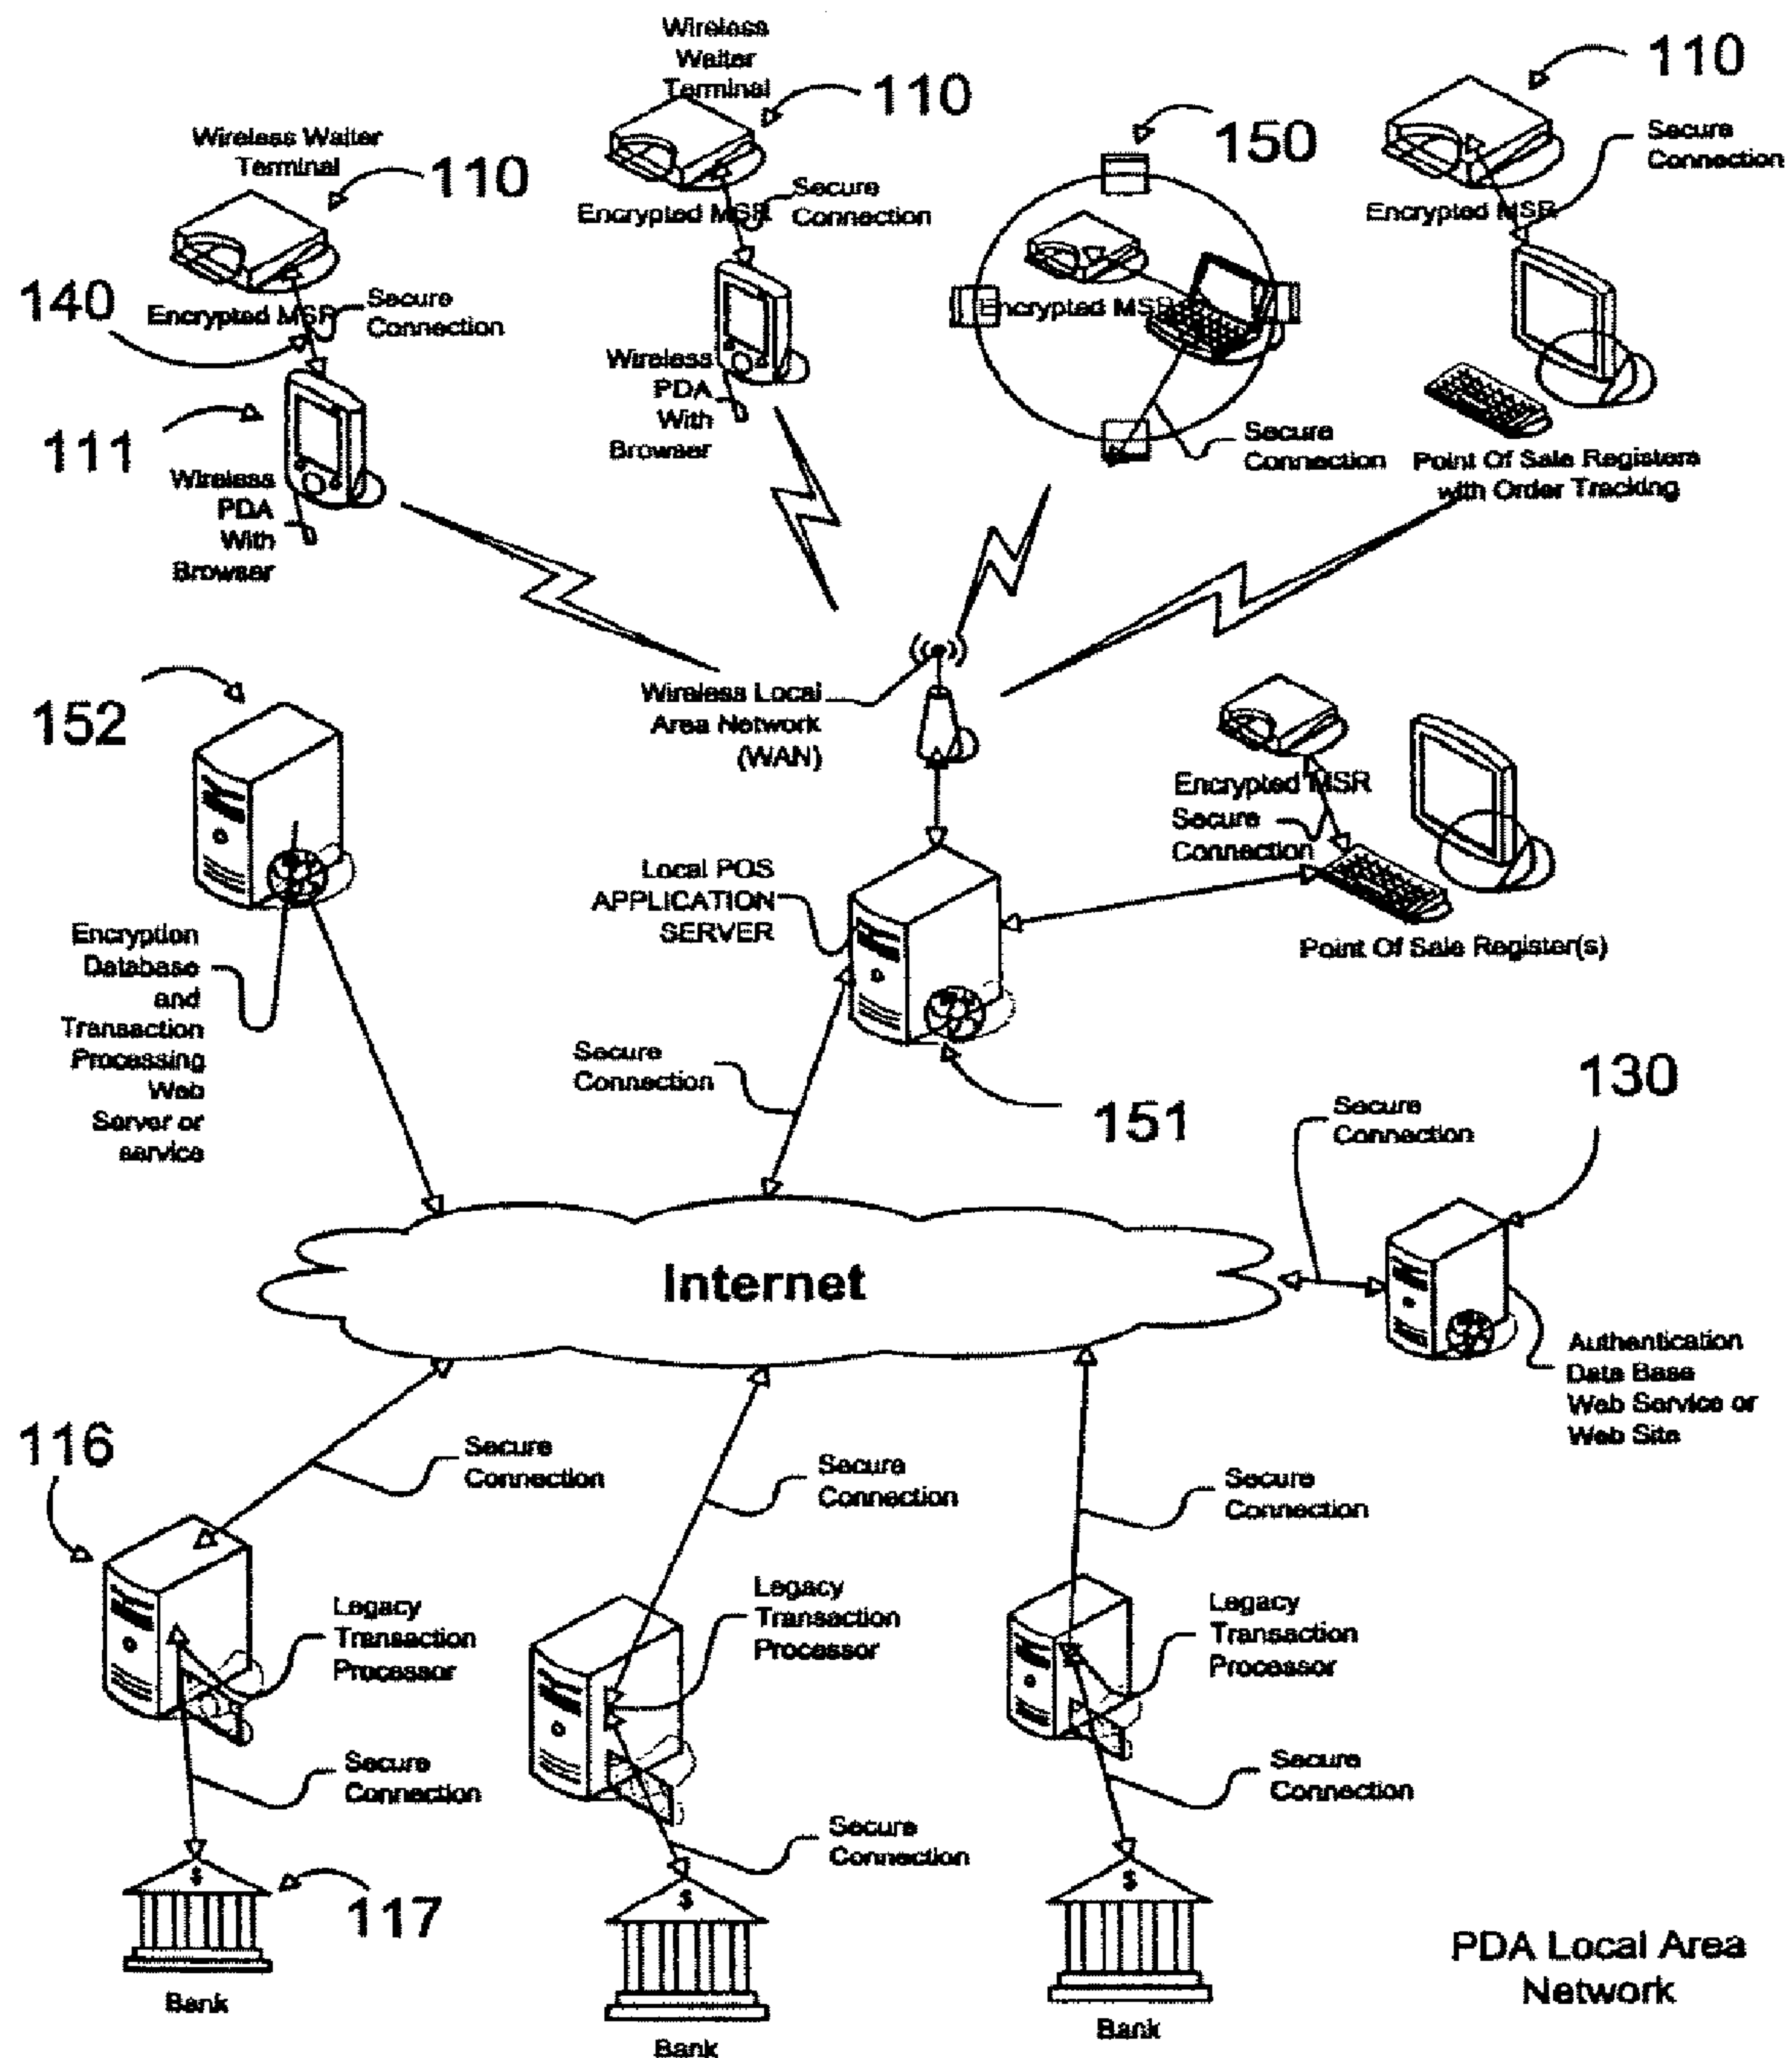 Wireless
Waiter
Terminal
110
110
Secure
Connection
Wireless Waiter
Terminal
110
150
Encrypted MSR
Secure
Connection
Encrypted MSR
140
Encrypted MSR
Secure
Connection
Encrypted MSR
Wireless
PDA
With
Browser
111
Wireless
PDA
With
Browser
Secure
Connection
Point Of Sale Registers
with Order Tracking
152
Wireless Local
Area Network
(WAN)
Encrypted MSR
Secure
Connection
Local POS
APPLICATION
SERVER
Point Of Sale Register(s)
Encryption
Database
and
Transaction
Processing
Web
Server or
service
Secure
Connection
151
130
Secure
Connection
Internet
Authentication
Data Base
Web Service or
Web Site
116
Secure
Connection
Secure
Connection
Secure
Connection
Legacy
Transaction
Processor
Legacy
Transaction
Processor
Legacy
Transaction
Processor
Secure
Connection
Secure
Connection
Secure
Connection
$
117
$
$
Bank
Bank
Bank
PDA Local Area
Network